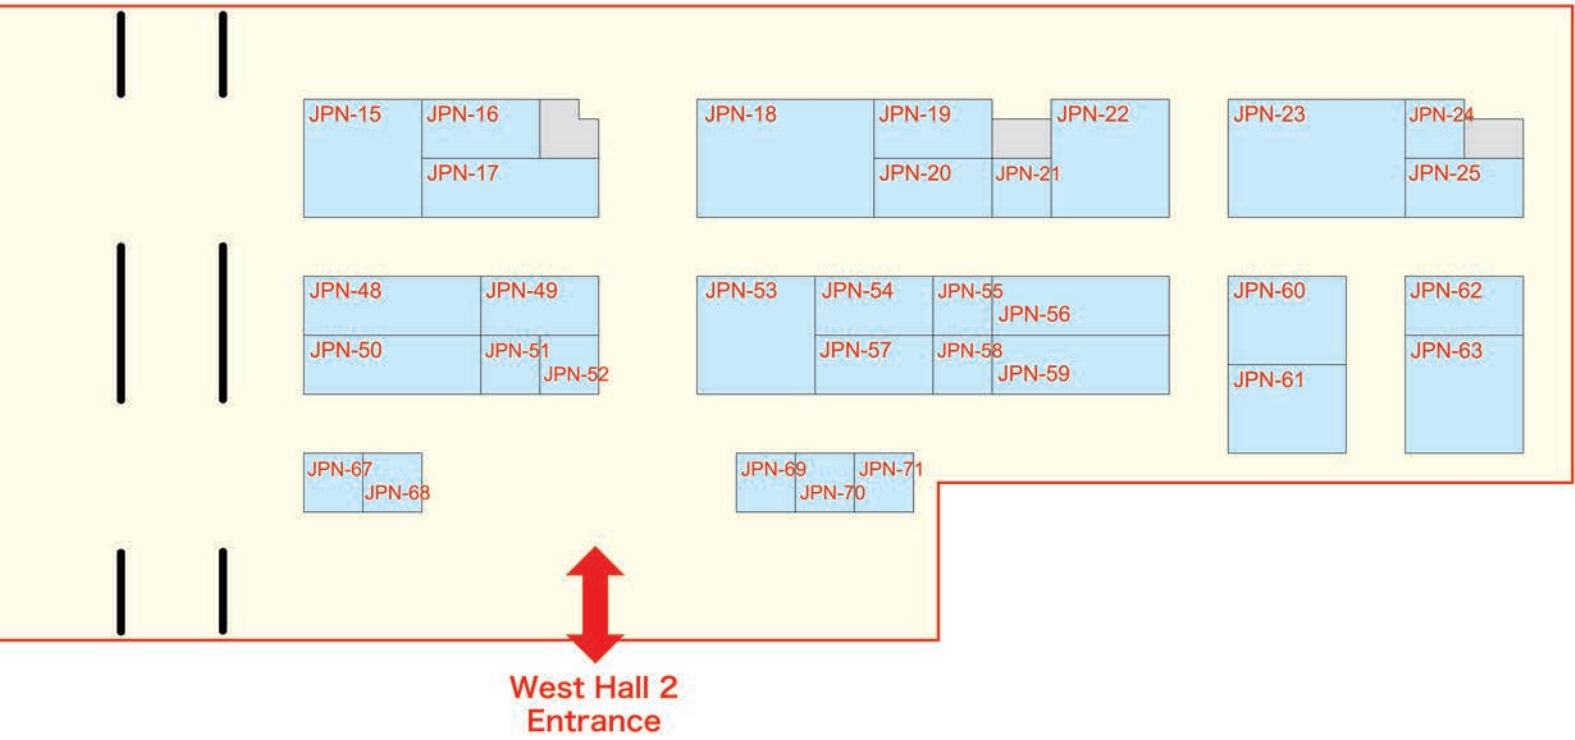 JPN-15
JPN-16
JPN-17
JPN-18
JPN-19
JPN-20
JPN-21
JPN-22
JPN-23
JPN-24
JPN-25
JPN-48
JPN-49
JPN-50
JPN-51
JPN-52
JPN-53
JPN-54
JPN-55
JPN-56
JPN-57
JPN-58
JPN-59
JPN-60
JPN-61
JPN-62
JPN-63
JPN-67
JPN-68
JPN-69
JPN-70
JPN-71
West Hall 2
Entrance